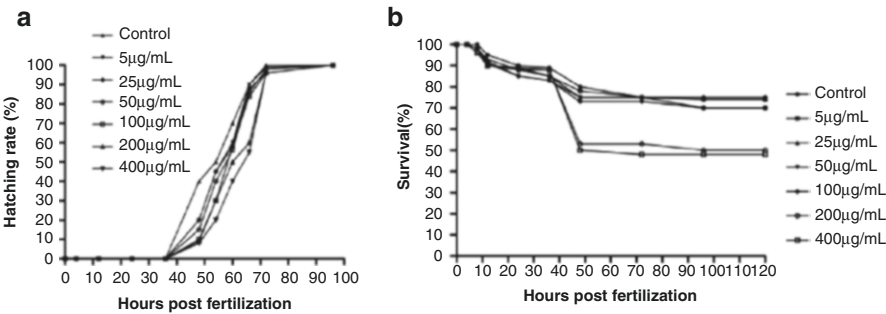 a
Control
5µg/mL
25µg/mL
50µg/mL
100µg/mL
200µg/mL
400µg/mL
Hatching rate (%)
100
90
80
70
60
50
40
30
20
10
0
0 10 20 30 40 50 60 70 80 90 100
Hours post fertilization
b
Survival(%)
100
90
80
70
60
50
40
30
20
10
0
0 10 20 30 40 50 60 70 80 90 100110120
Hours post fertilization
Control
5µg/mL
25µg/mL
50µg/mL
100µg/mL
200µg/mL
400µg/mL